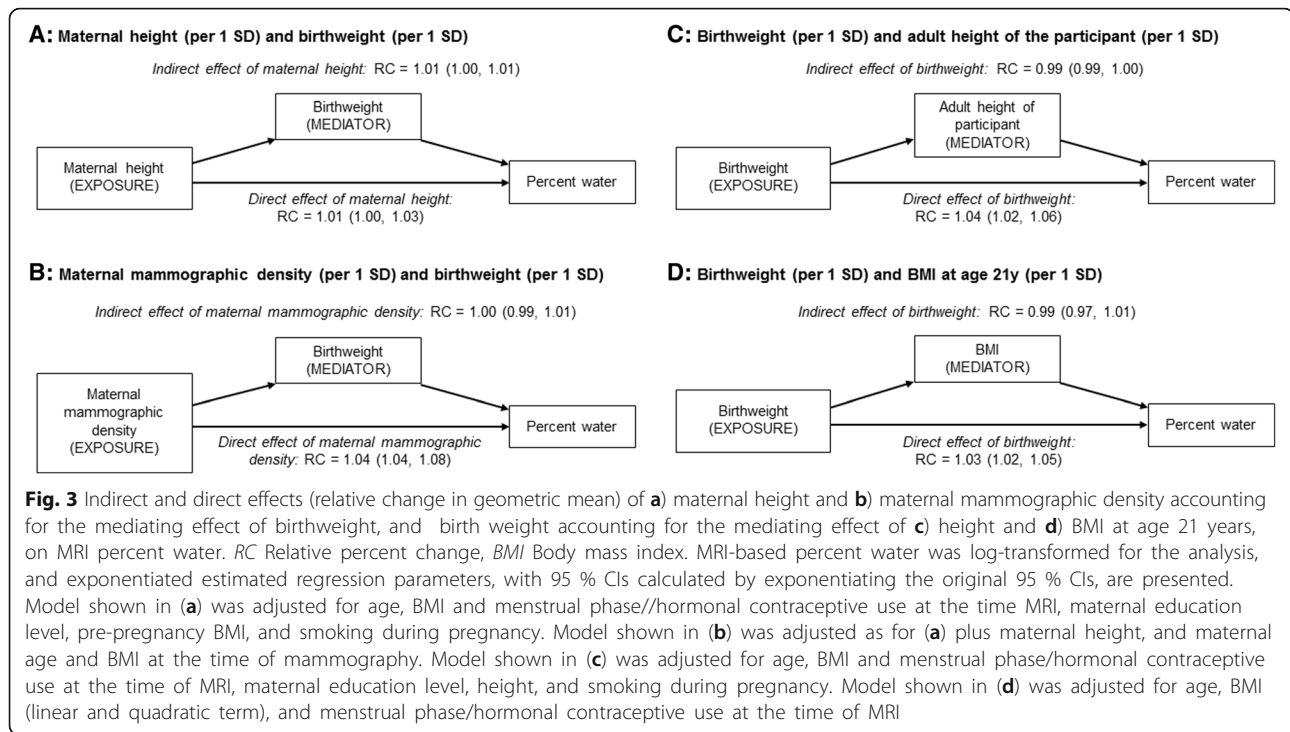 A: Maternal height (per 1 SD) and birthweight (per 1 SD)
Indirect effect of maternal height: RC = 1.01 (1.00, 1.01)
Birthweight
(MEDIATOR)
Maternal height
(EXPOSURE)
Percent water
Direct effect of maternal height:
RC = 1.01 (1.00, 1.03)
B: Maternal mammographic density (per 1 SD) and birthweight (per 1 SD)
Indirect effect of maternal mammographic density: RC = 1.00 (0.99, 1.01)
Birthweight
(MEDIATOR)
Maternal
mammographic
density
(EXPOSURE)
Percent water
Direct effect of maternal mammographic
density: RC = 1.04 (1.04, 1.08)
C: Birthweight (per 1 SD) and adult height of the participant (per 1 SD)
Indirect effect of birthweight: RC = 0.99 (0.99, 1.00)
Adult height of
participant
(MEDIATOR)
Birthweight
(EXPOSURE)
Percent water
Direct effect of birthweight:
RC = 1.04 (1.02, 1.06)
D: Birthweight (per 1 SD) and BMI at age 21y (per 1 SD)
Indirect effect of birthweight: RC = 0.99 (0.97, 1.01)
BMI
(MEDIATOR)
Birthweight
(EXPOSURE)
Percent water
Direct effect of birthweight:
RC = 1.03 (1.02, 1.05)
Fig. 3 Indirect and direct effects (relative change in geometric mean) of a) maternal height and b) maternal mammographic density accounting
for the mediating effect of birthweight, and birth weight accounting for the mediating effect of c) height and d) BMI at age 21 years,
on MRI percent water. RC Relative percent change, BMI Body mass index. MRI-based percent water was log-transformed for the analysis,
and exponentiated estimated regression parameters, with 95 % CIs calculated by exponentiating the original 95 % CIs, are presented.
Model shown in (a) was adjusted for age, BMI and menstrual phase//hormonal contraceptive use at the time MRI, maternal education
level, pre-pregnancy BMI, and smoking during pregnancy. Model shown in (b) was adjusted as for (a) plus maternal height, and maternal
age and BMI at the time of mammography. Model shown in (c) was adjusted for age, BMI and menstrual phase/hormonal contraceptive
use at the time of MRI, maternal education level, height, and smoking during pregnancy. Model shown in (d) was adjusted for age, BMI
(linear and quadratic term), and menstrual phase/hormonal contraceptive use at the time of MRI